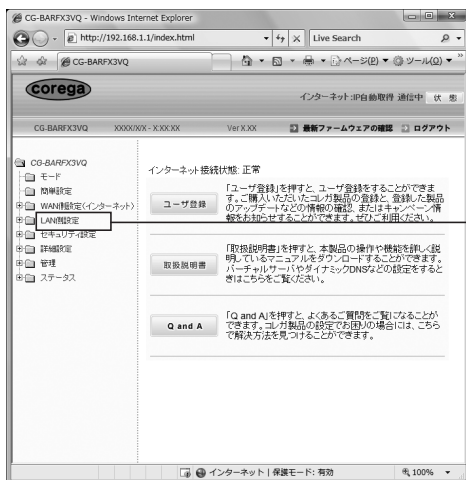 CG-BARFX3VQ - Windows Internet Explorer
http://192.168.1.1/index.html
Live Search
CG-BARFX3VQ
ページ(P)
ツール(O)
corega
インターネット:IP自動取得 通信中 状態
CG-BARFX3VQ XXXX/X/X - X:XX:XX Ver X.XX 最新ファームウェアの確認 ログアウト
CG-BARFX3VQ
モード
簡単設定
WAN側設定(インターネット)
LAN側設定
セキュリティ設定
詳細設定
管理
ステータス
インターネット接続状態: 正常
ユーザ登録
「ユーザ登録」を押すと、ユーザ登録をすることができま
す。ご購入いただいたコレガ製品の登録と、登録した製品
のアップデートなどの情報の確認、またはキャンペーン情
報をお知らせすることができます。ぜひご利用ください。
取扱説明書
「取扱説明書」を押すと、本製品の操作や機能を詳しく説
明しているマニュアルをダウンロードすることができます。
バーチャルサーバやダイナミックDNSなどの設定をすると
きはこちらをご覧ください。
Q and A
「Q and A」を押すと、よくあるご質問をご覧になることが
できます。コレガ製品の設定でお困りの場合には、こちら
で解決方法を見つけることができます。
インターネット | 保護モード: 有効
100%